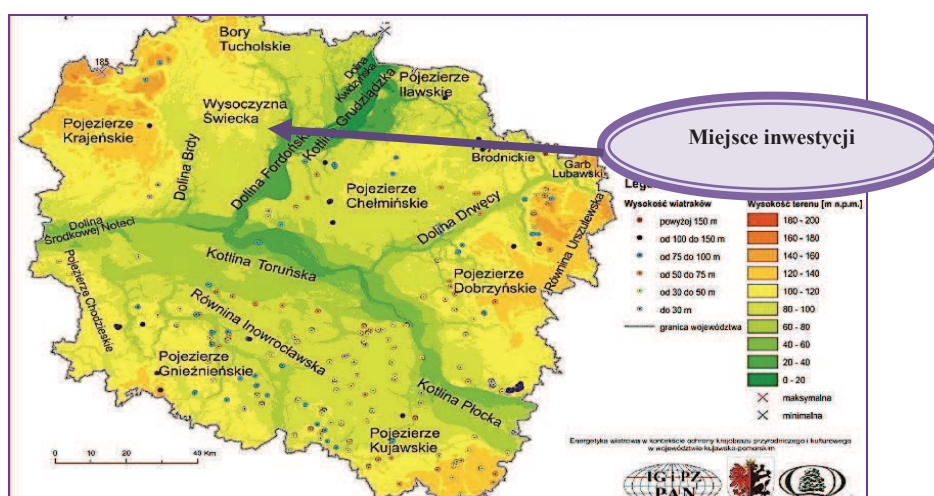 Bory
Tucholskie
185
Dolina
Kwidzyńska
Kotlina Grudziądzka
Pojezierze
Iławskie
Wysoczyzna
Świecka
Pojezierze
Krajeńskie
Dolina Brdy
Dolina Fordońska
Miejsce inwestycji
Brodnickie
Garb
Lubawski
Pojezierze
Chełmińskie
Dolina Drwęcy
Równina Urszulewska
Dolina
Środkowej Noteci
Kotlina Toruńska
Pojezierze
Dobrzyńskie
Pojezierze Chodzieskie
Równina Inowrocławska
Pojezierze
Gnieźnieńskie
Kotlina Płocka
Pojezierze
Kujawskie
0 10 20 40 Km
Wysokość wiatraków
powyżej 150 m
od 100 do 150 m
od 75 do 100 m
od 50 do 75 m
od 30 do 50 m
do 30 m
granica województwa
Wysokość terenu [m n.p.m.]
180 - 200
160 - 180
140 - 160
120 - 140
100 - 120
80 - 100
60 - 80
40 - 60
20 - 40
0 - 20
maksymalna
minimalna
Energetyka wiatrowa w kontekście ochrony krajobrazu przyrodniczego i kulturowego
w województwie kujawsko-pomorskim
IGiPZ
PAN